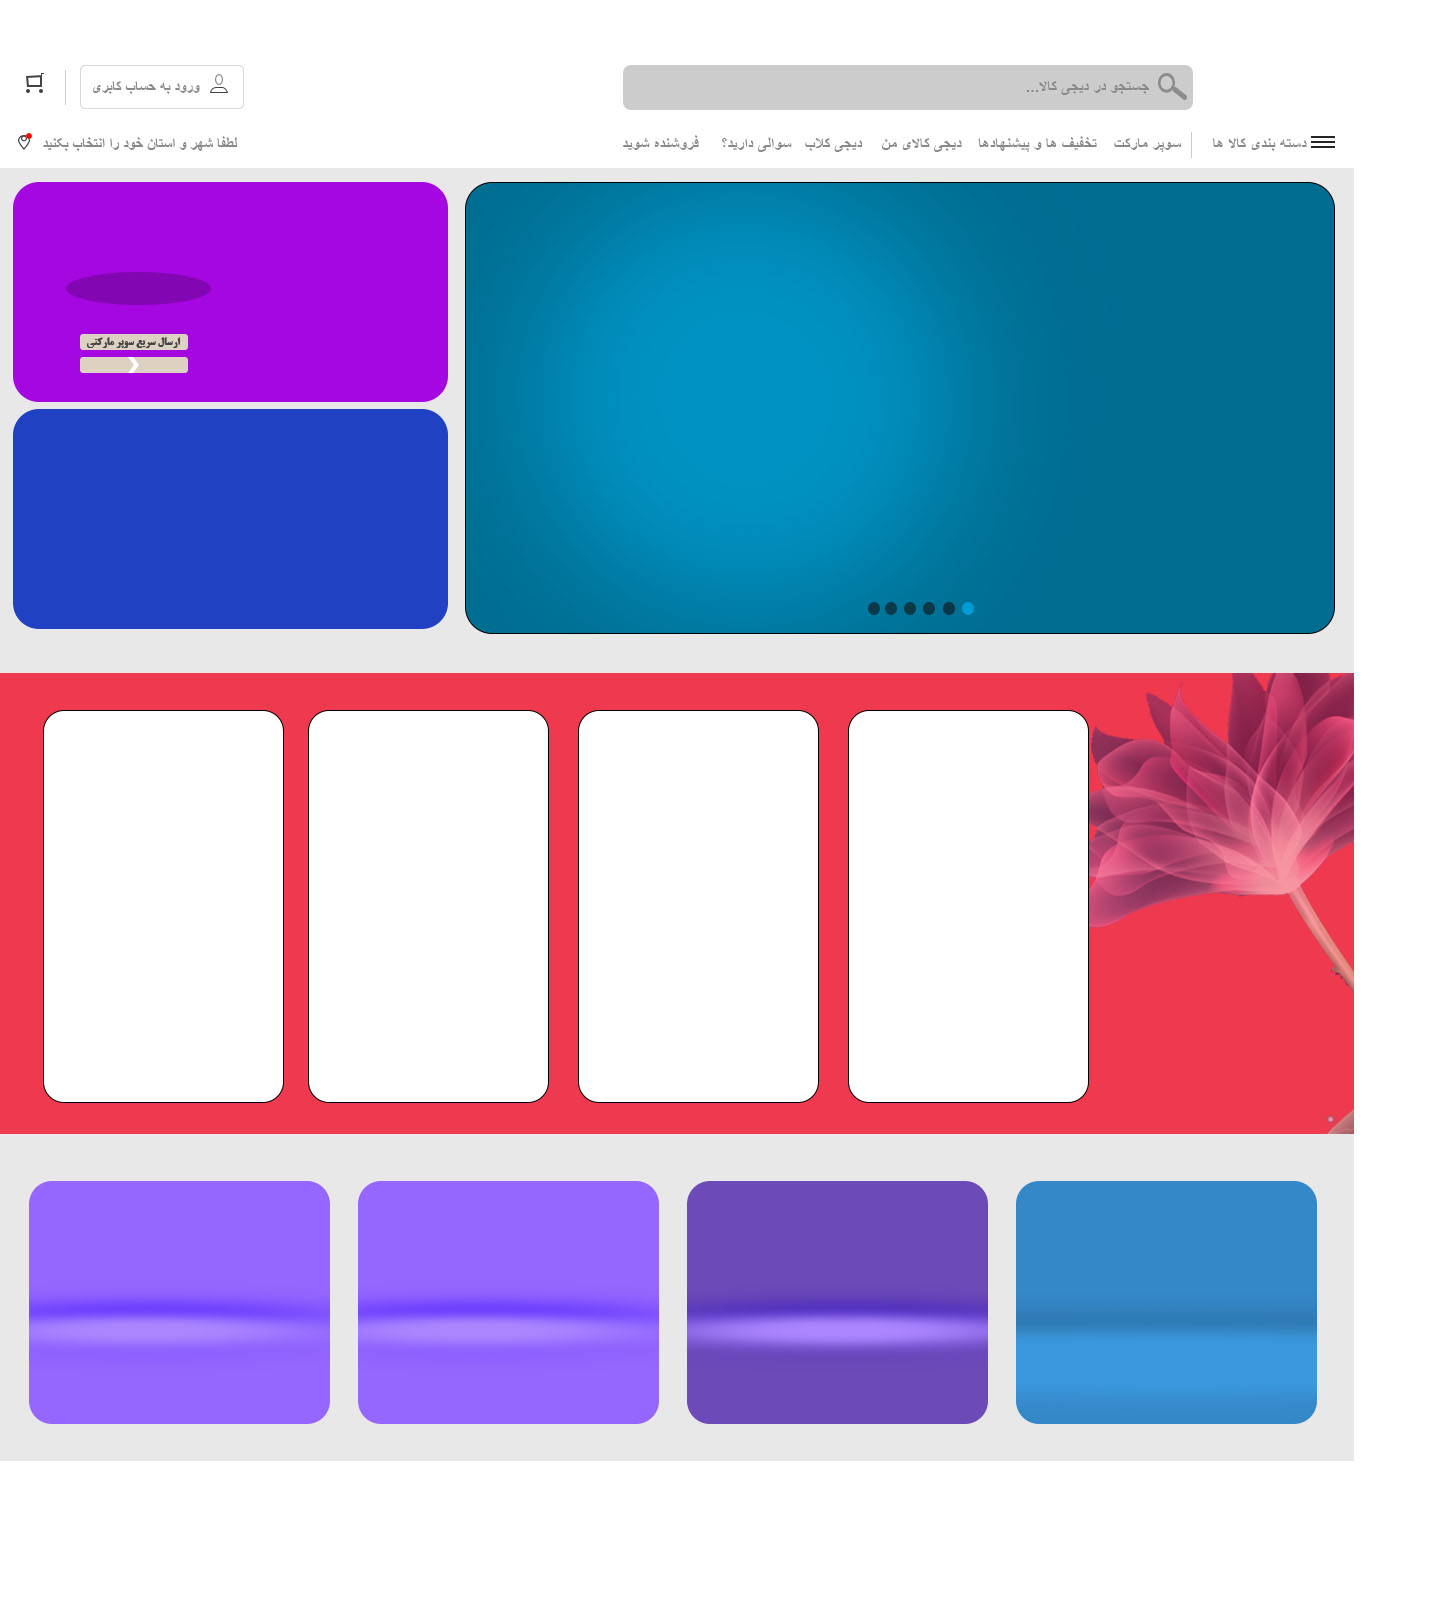 جستجو در دیجی کالا...
ورود به حساب کابری
دسته بندی کالا ها
سوپر مارکت
تخفیف ها و پیشنهادها
دیجی کالای من
دیجی کلاب
سوالی دارید؟
فروشنده شوید
لطفا شهر و استان خود را انتخاب بکنید
ارسال سریع سوپر مارکتی